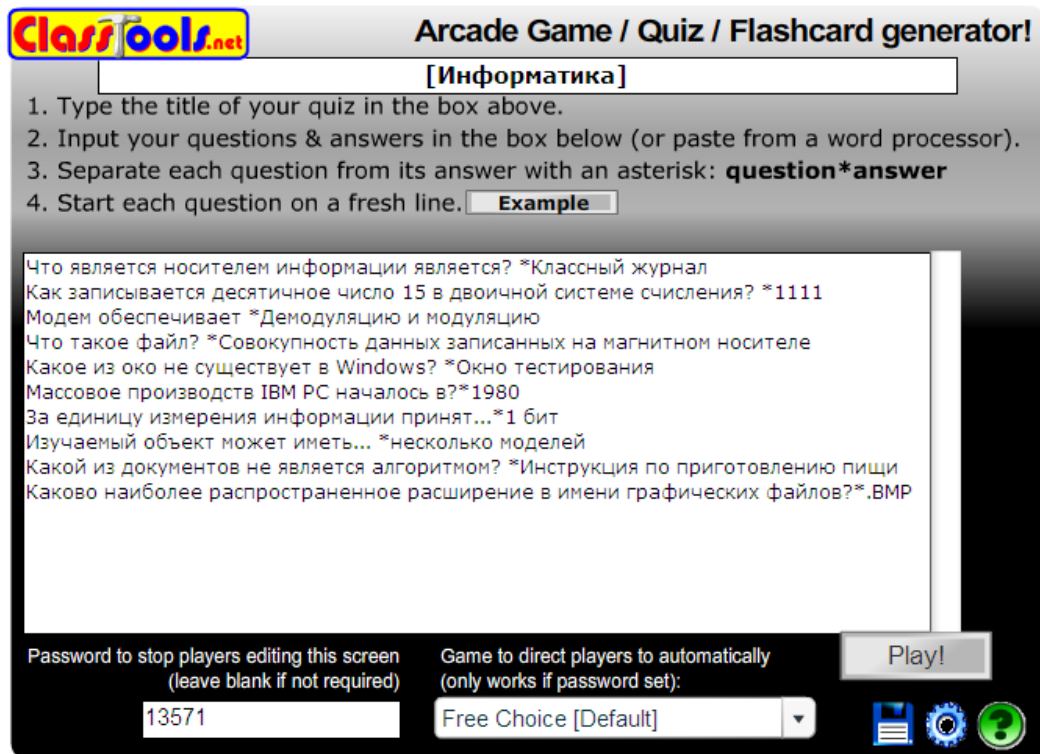 ClassTools.net
Arcade Game / Quiz / Flashcard generator!
[Информатика]
1. Type the title of your quiz in the box above.
2. Input your questions & answers in the box below (or paste from a word processor).
3. Separate each question from its answer with an asterisk: question*answer
4. Start each question on a fresh line. Example
Что является носителем информации является? *Классный журнал
Как записывается десятичное число 15 в двоичной системе счисления? *1111
Модем обеспечивает *Демодуляцию и модуляцию
Что такое файл? *Совокупность данных записанных на магнитном носителе
Какое из око не существует в Windows? *Окно тестирования
Массовое производств IBM PC началось в?*1980
За единицу измерения информации принят...*1 бит
Изучаемый объект может иметь... *несколько моделей
Какой из документов не является алгоритмом? *Инструкция по приготовлению пищи
Каково наиболее распространенное расширение в имени графических файлов?*.BMP
Password to stop players editing this screen
(leave blank if not required)
13571
Game to direct players to automatically
(only works if password set):
Free Choice [Default]
Play!
?